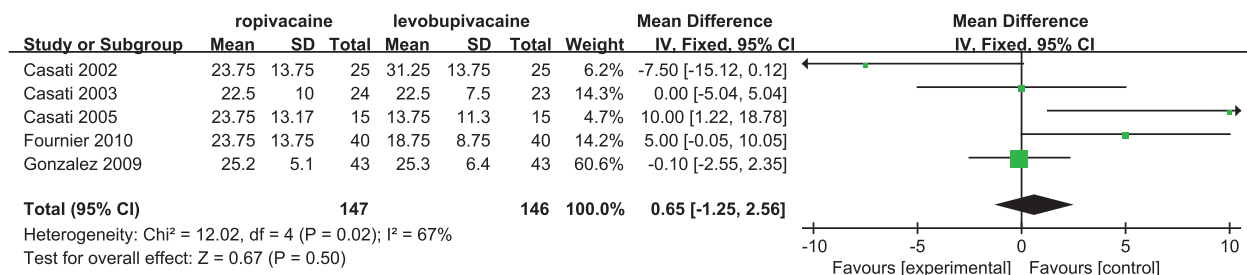 ropivacaine levobupivacaine Mean Difference Mean Difference
Study or Subgroup Mean SD Total Mean SD Total Weight IV, Fixed, 95% CI IV, Fixed, 95% CI
Casati 2002 23.75 13.75 25 31.25 13.75 25 6.2% -7.50 [-15.12, 0.12]
Casati 2003 22.5 10 24 22.5 7.5 23 14.3% 0.00 [-5.04, 5.04]
Casati 2005 23.75 13.17 15 13.75 11.3 15 4.7% 10.00 [1.22, 18.78]
Fournier 2010 23.75 13.75 40 18.75 8.75 40 14.2% 5.00 [-0.05, 10.05]
Gonzalez 2009 25.2 5.1 43 25.3 6.4 43 60.6% -0.10 [-2.55, 2.35]
Total (95% CI) 147 146 100.0% 0.65 [-1.25, 2.56]
Heterogeneity: Chi² = 12.02, df = 4 (P = 0.02); I² = 67%
Test for overall effect: Z = 0.67 (P = 0.50)
-10 -5 0 5 10
Favours [experimental] Favours [control]